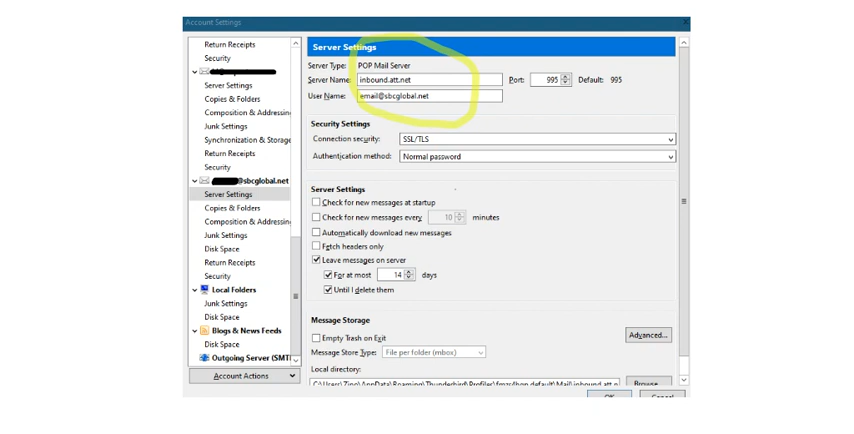 Account Settings
Return Receipts
Security
Server Settings
Copies & Folders
Composition & Addressing
Junk Settings
Synchronization & Storage
Return Receipts
Security
@sbcglobal.net
Server Settings
Copies & Folders
Composition & Addressing
Junk Settings
Disk Space
Return Receipts
Security
Local Folders
Junk Settings
Disk Space
Blogs & News Feeds
Disk Space
Outgoing Server (SMT
Account Actions
Server Settings
Server Type: POP Mail Server
Server Name: inbound.att.net Port: 995 Default: 995
User Name: email@sbcglobal.net
Security Settings
Connection security: SSL/TLS
Authentication method: Normal password
Server Settings
Check for new messages at startup
Check for new messages every 10 minutes
Automatically download new messages
Fetch headers only
Leave messages on server
For at most 14 days
Until I delete them
Message Storage
Empty Trash on Exit Advanced...
Message Store Type: File per folder (mbox)
Local directory:
Browse...
OK Cancel